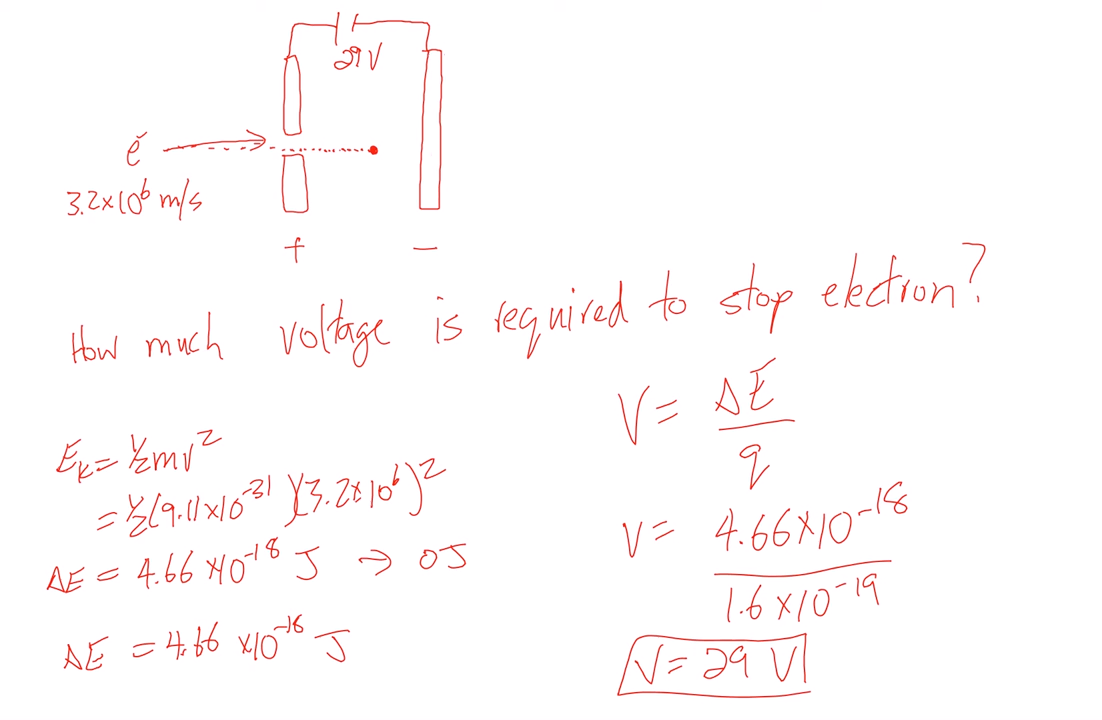 29 V
e⁻
3.2×10⁶ m/s
+ −
How much voltage is required to stop electron?
Eₖ = ½mv²
= ½(9.11×10⁻³¹)(3.2×10⁶)²
ΔE = 4.66×10⁻¹⁸ J → 0J
ΔE = 4.66×10⁻¹⁸ J
V = ΔE/q
V = 4.66×10⁻¹⁸/1.6×10⁻¹⁹
V = 29 V